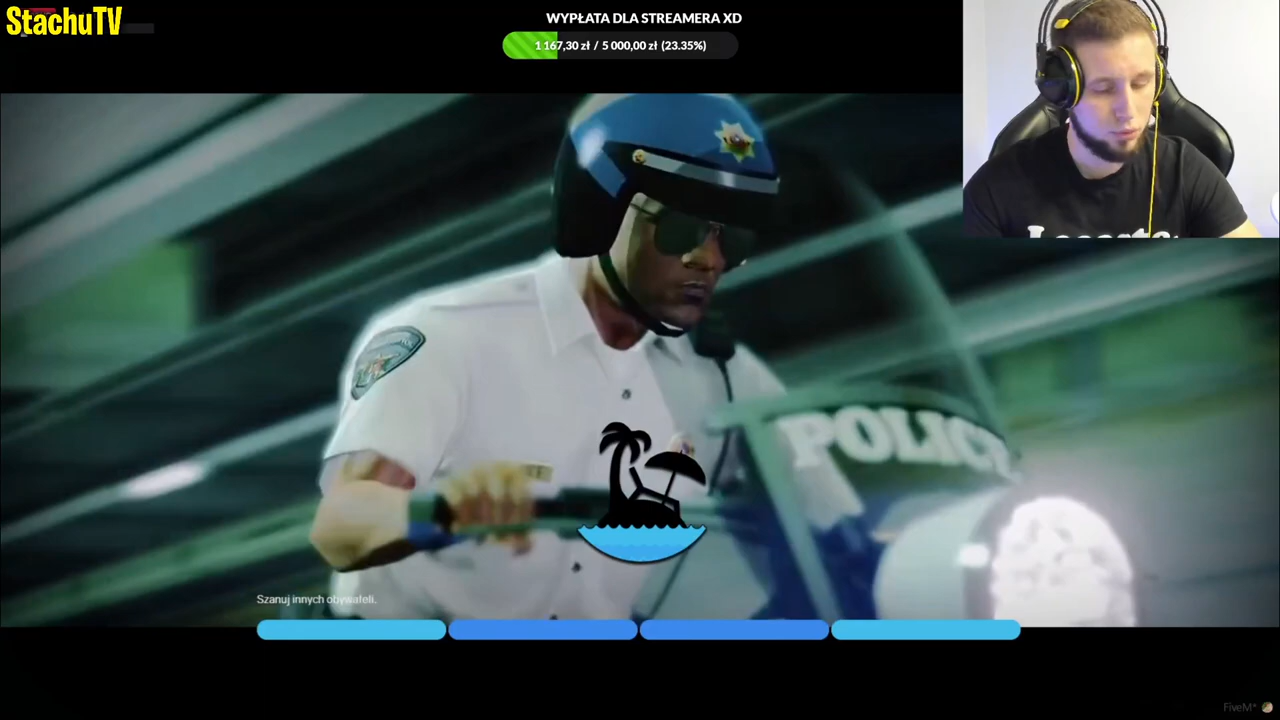 StachuTV
WYPŁATA DLA STREAMERA XD
1 167,30 zł / 5 000,00 zł (23.35%)
POLICE
Szanuj innych obywateli.
FiveM*